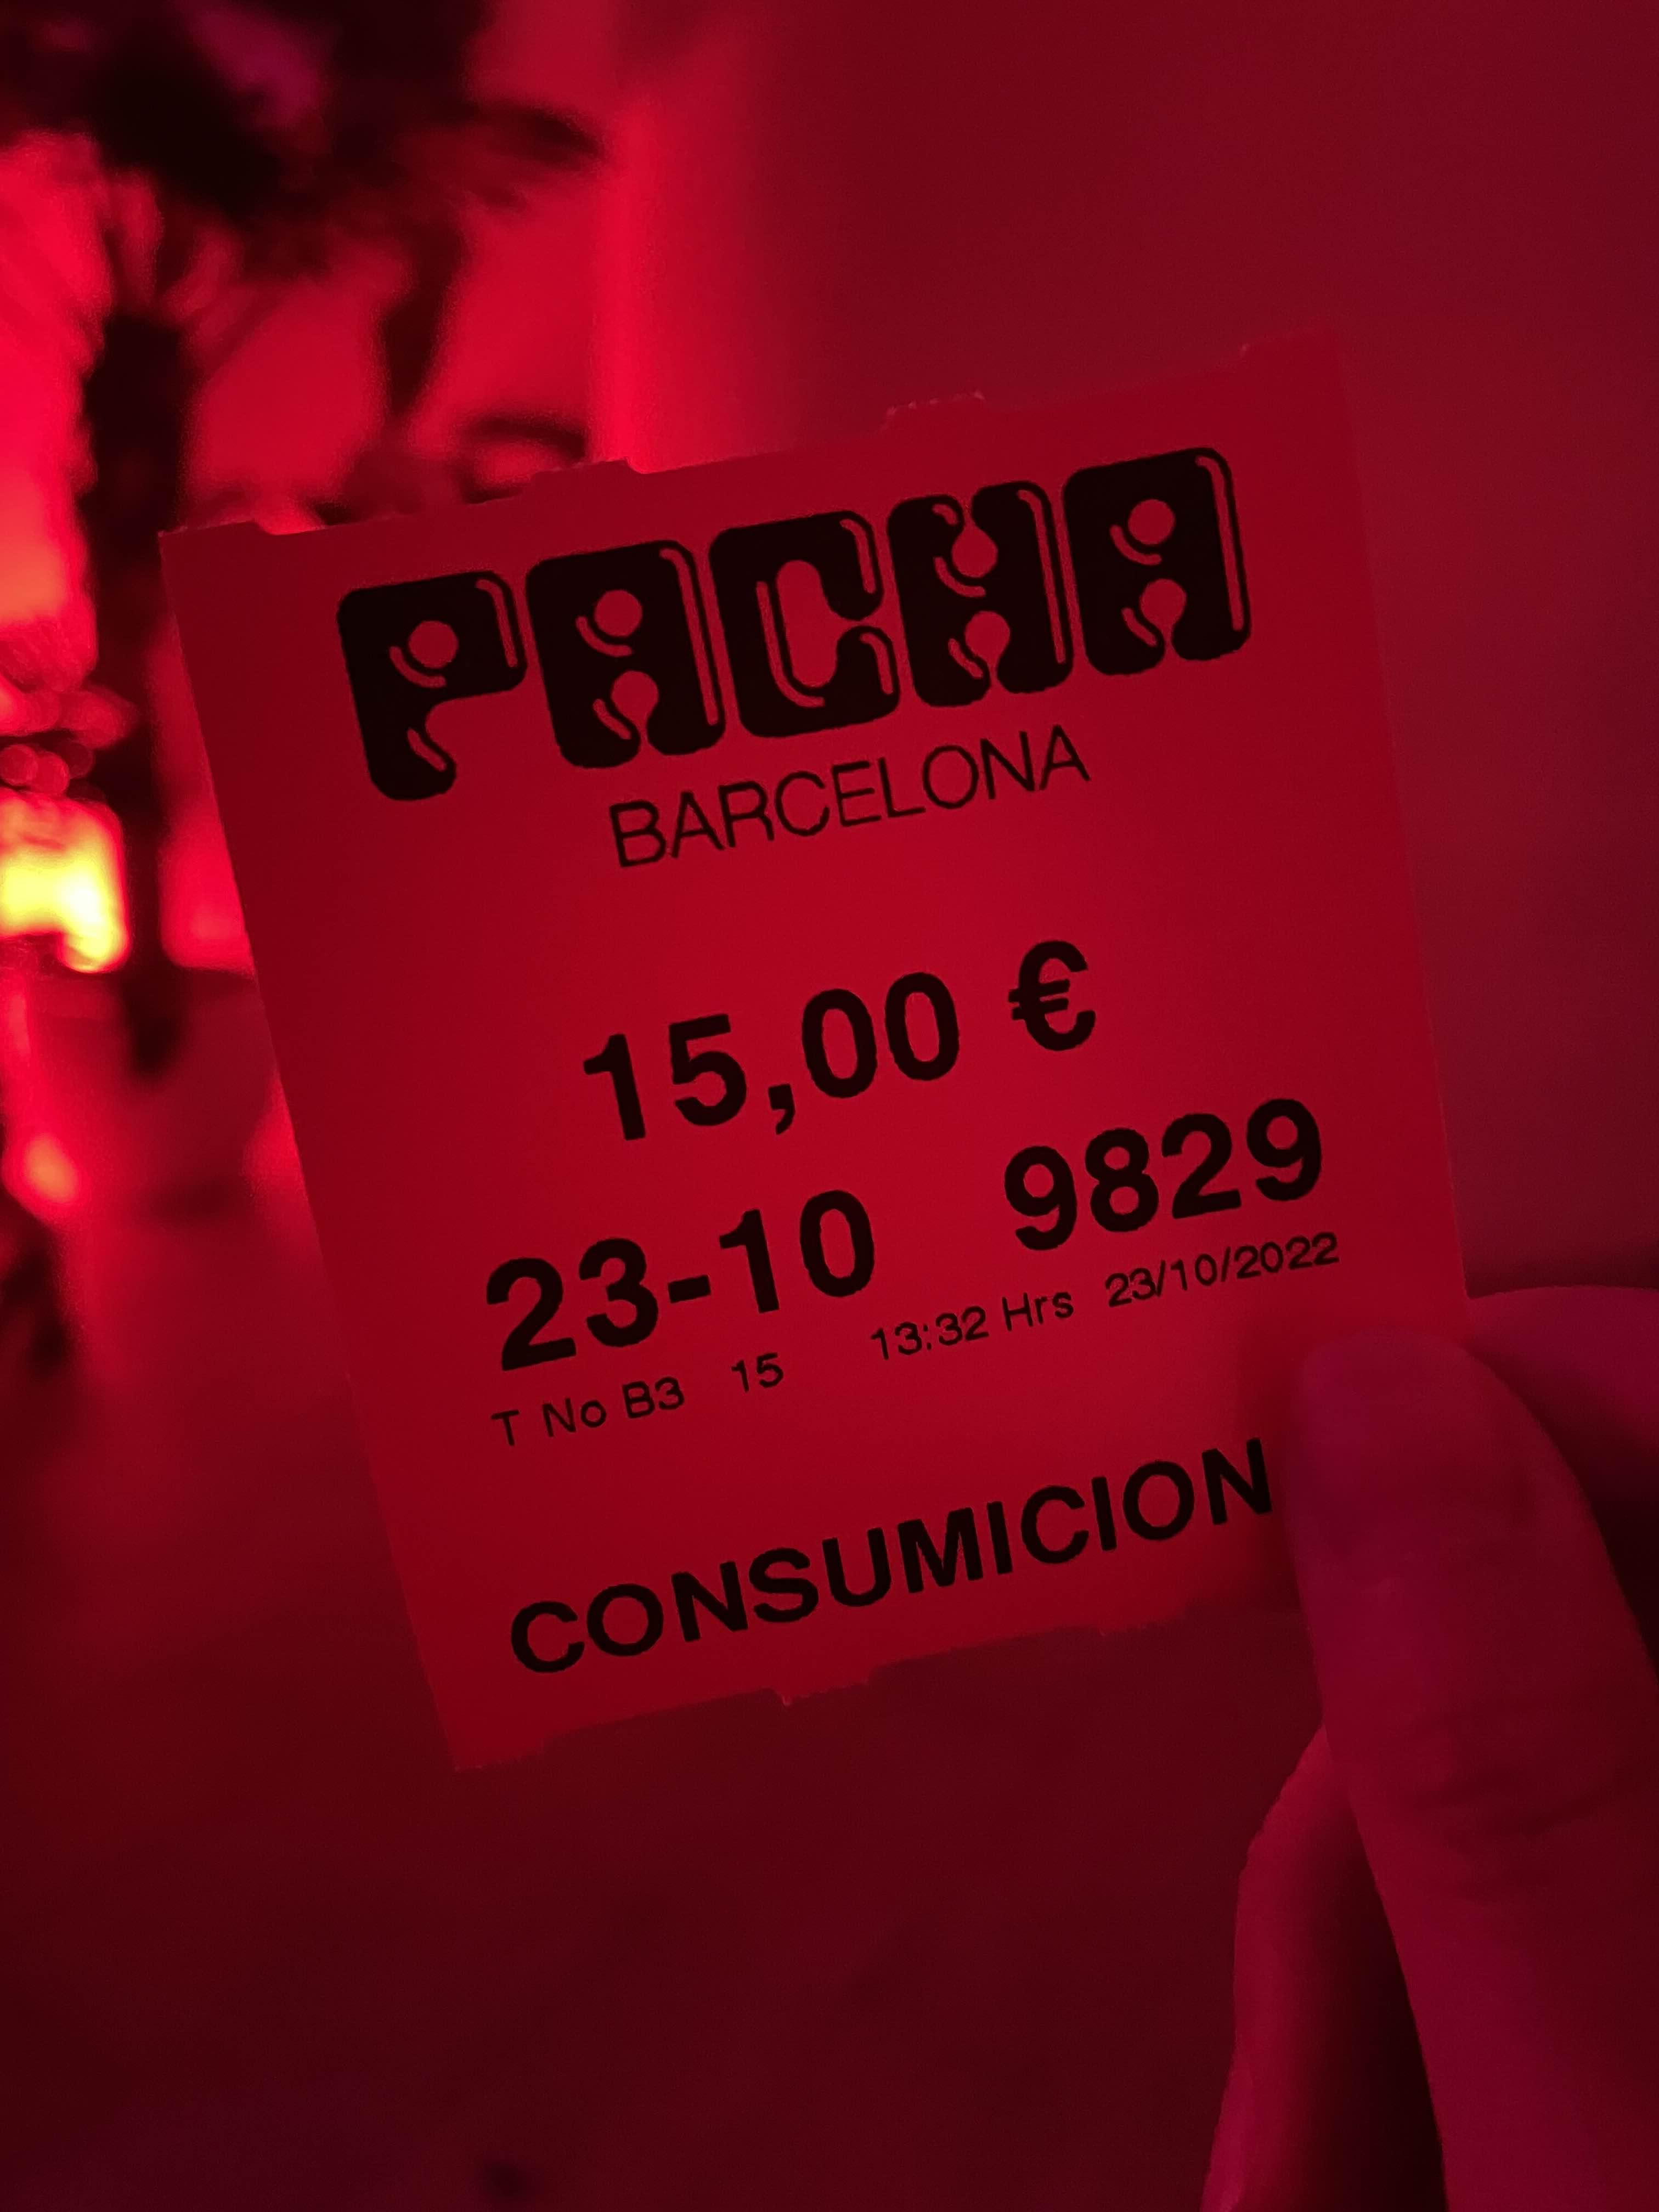 PACHA
BARCELONA
15,00 €
23-10 9829
T No B3 15 13:32 Hrs 23/10/2022
CONSUMICION